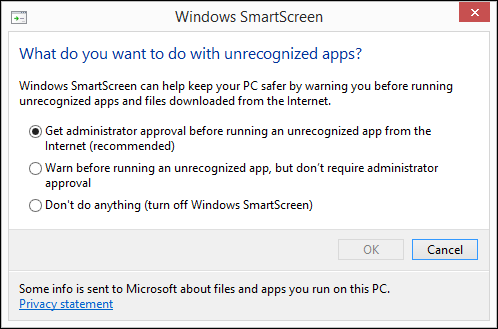 Windows SmartScreen
What do you want to do with unrecognized apps?
Windows SmartScreen can help keep your PC safer by warning you before running
unrecognized apps and files downloaded from the Internet.
Get administrator approval before running an unrecognized app from the
Internet (recommended)
Warn before running an unrecognized app, but don't require administrator
approval
Don't do anything (turn off Windows SmartScreen)
OK
Cancel
Some info is sent to Microsoft about files and apps you run on this PC.
Privacy statement